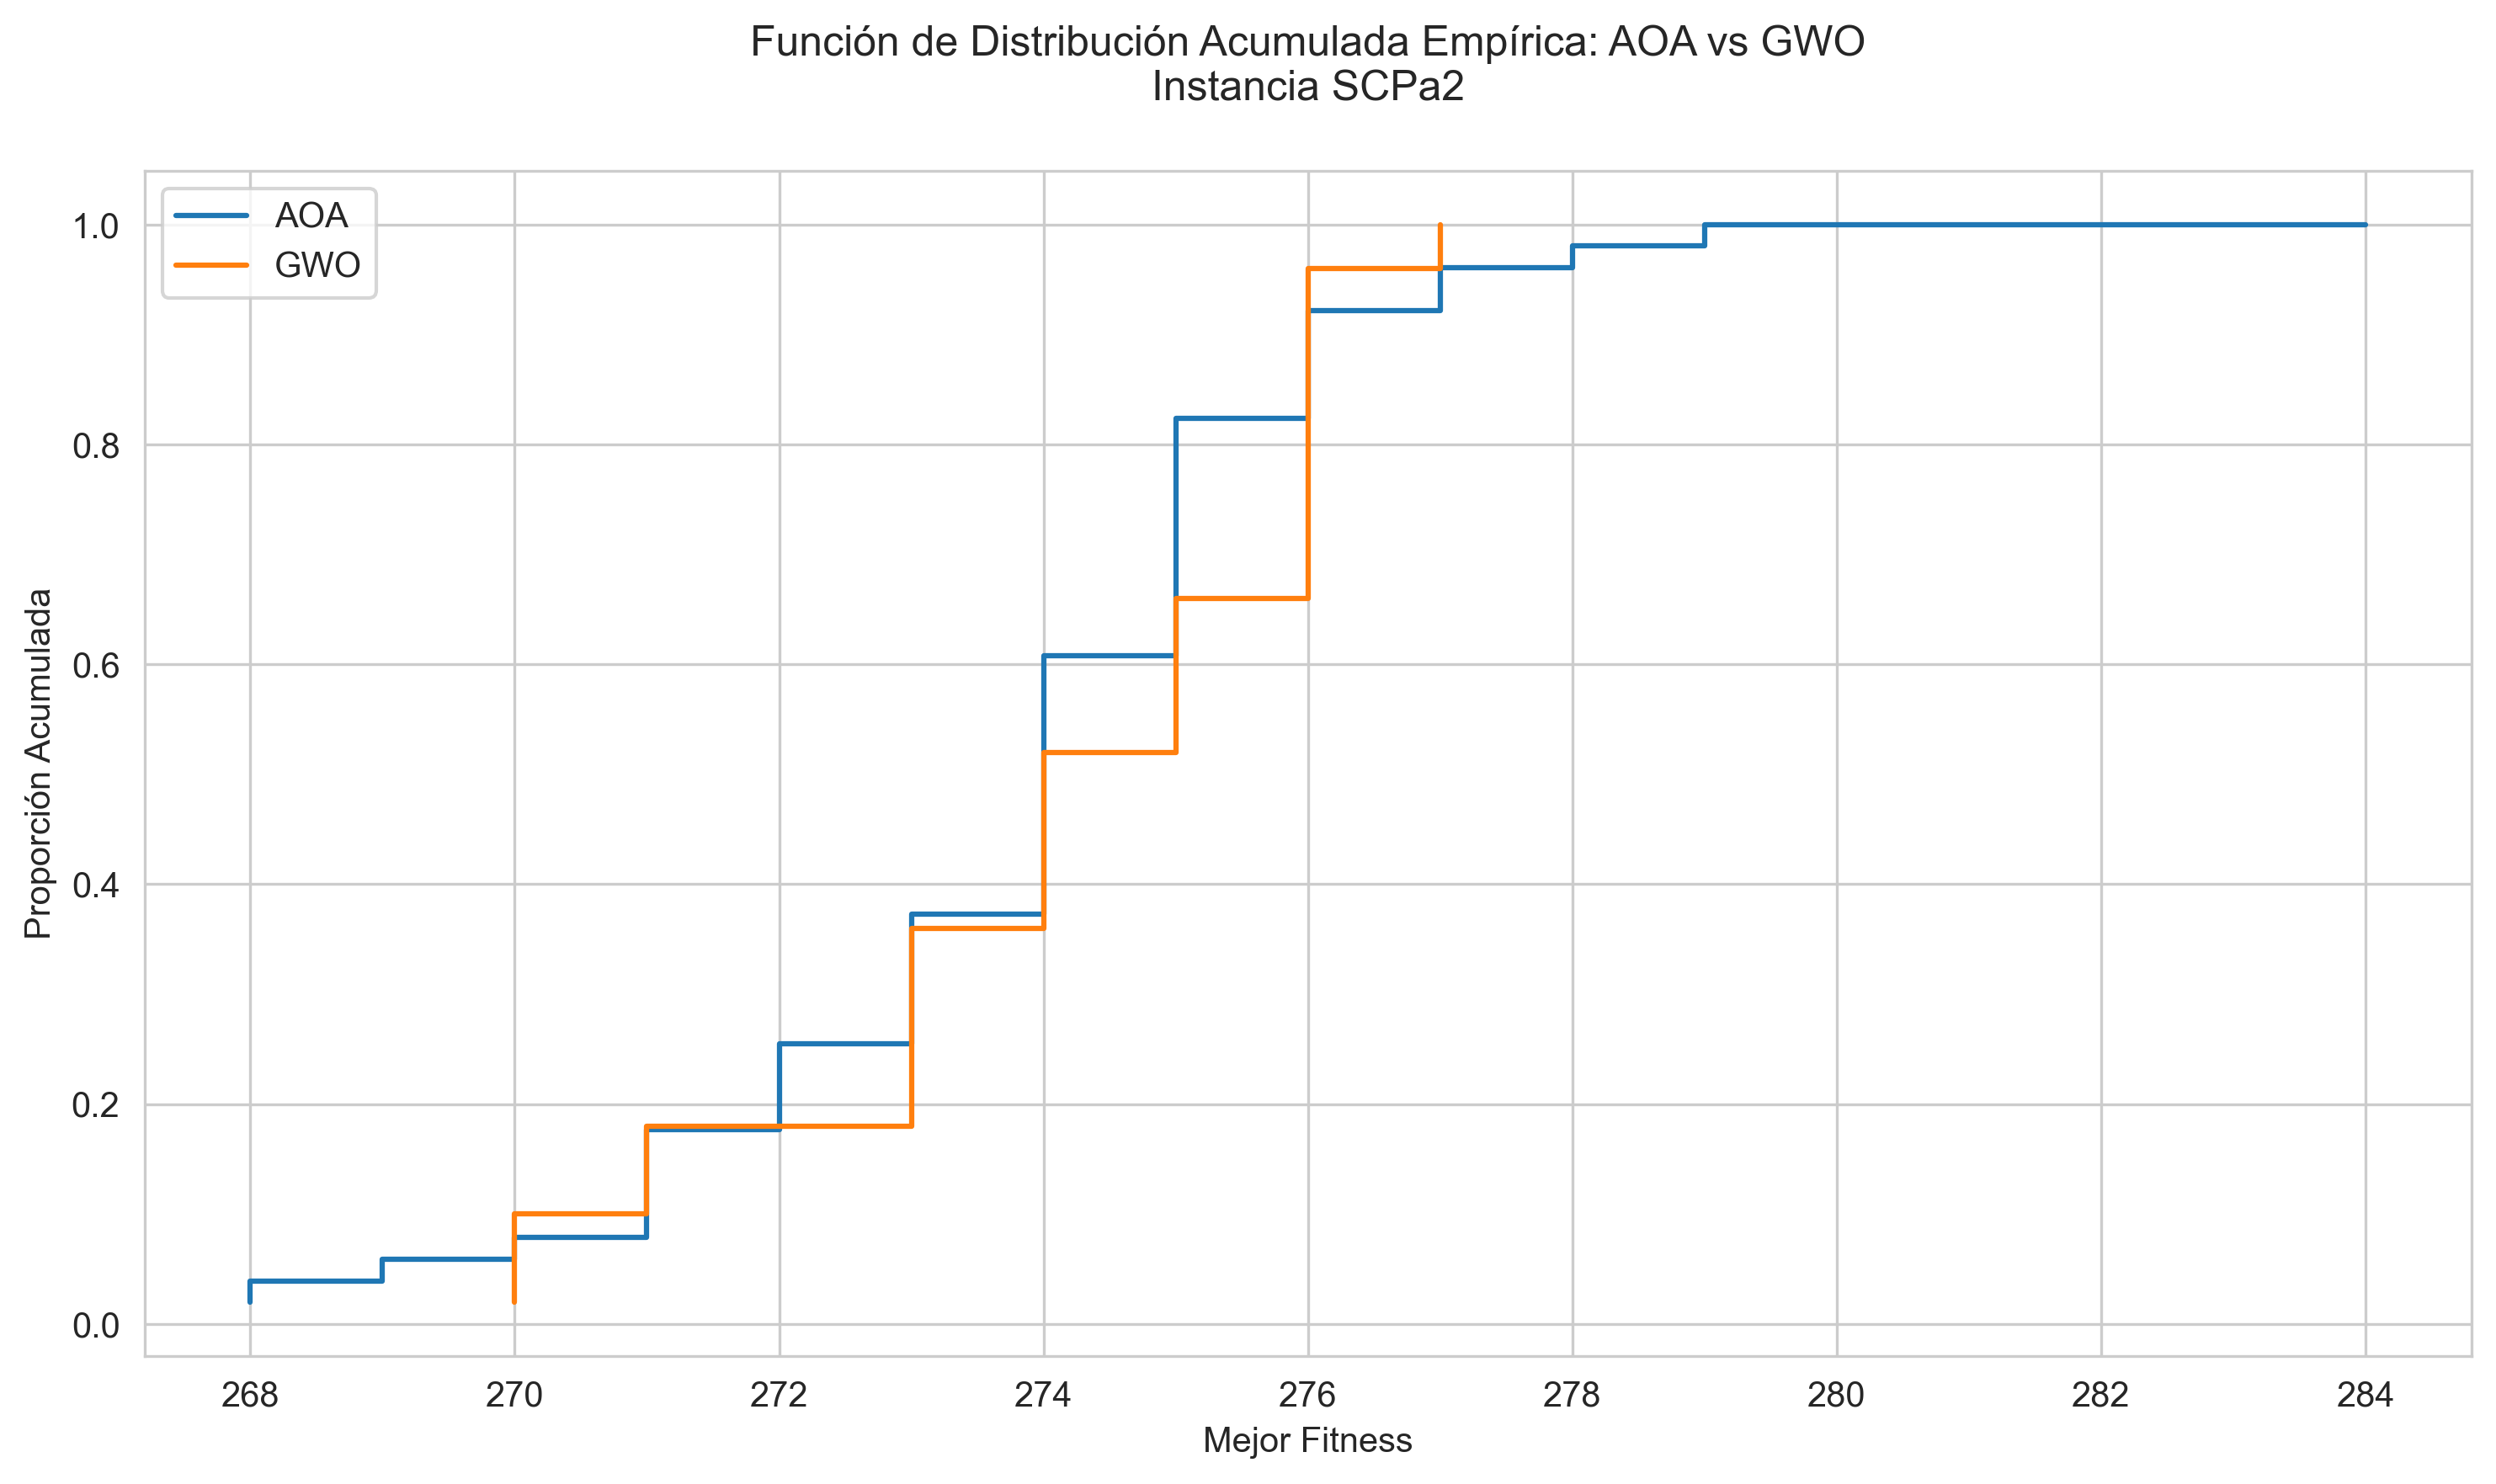 Función de Distribución Acumulada Empírica: AOA vs GWO
Instancia SCPa2
AOA
GWO
Proporción Acumulada
1.0
0.8
0.6
0.4
0.2
0.0
268 270 272 274 276 278 280 282 284
Mejor Fitness